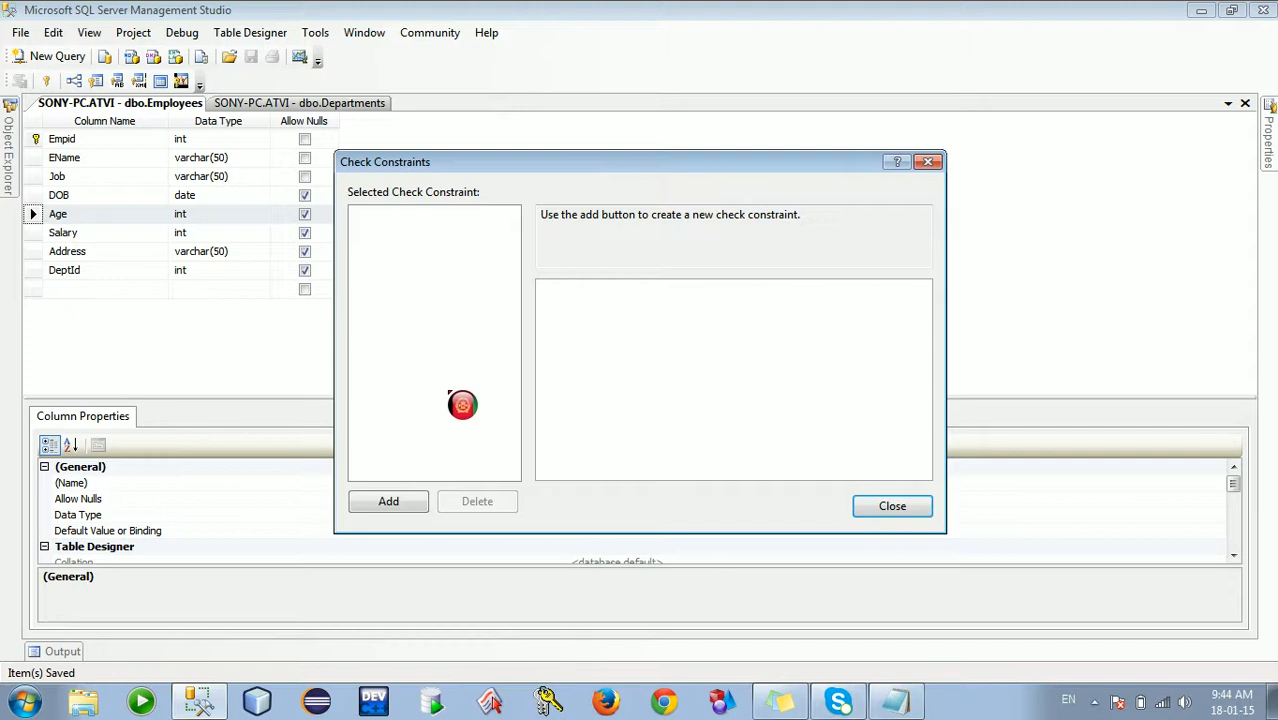 Microsoft SQL Server Management Studio
File Edit View Project Debug Table Designer Tools Window Community Help
New Query
SONY-PC.ATVI - dbo.Employees SONY-PC.ATVI - dbo.Departments
Column Name Data Type Allow Nulls
Empid int
EName varchar(50)
Job varchar(50)
DOB date
Age int
Salary int
Address varchar(50)
DeptId int
Object Explorer
Properties
Check Constraints
Selected Check Constraint:
Use the add button to create a new check constraint.
Add Delete Close
Column Properties
(General)
(Name)
Allow Nulls
Data Type
Default Value or Binding
Table Designer
Collation <database default>
(General)
Output
Item(s) Saved
DEV
EN
9:44 AM
18-01-15